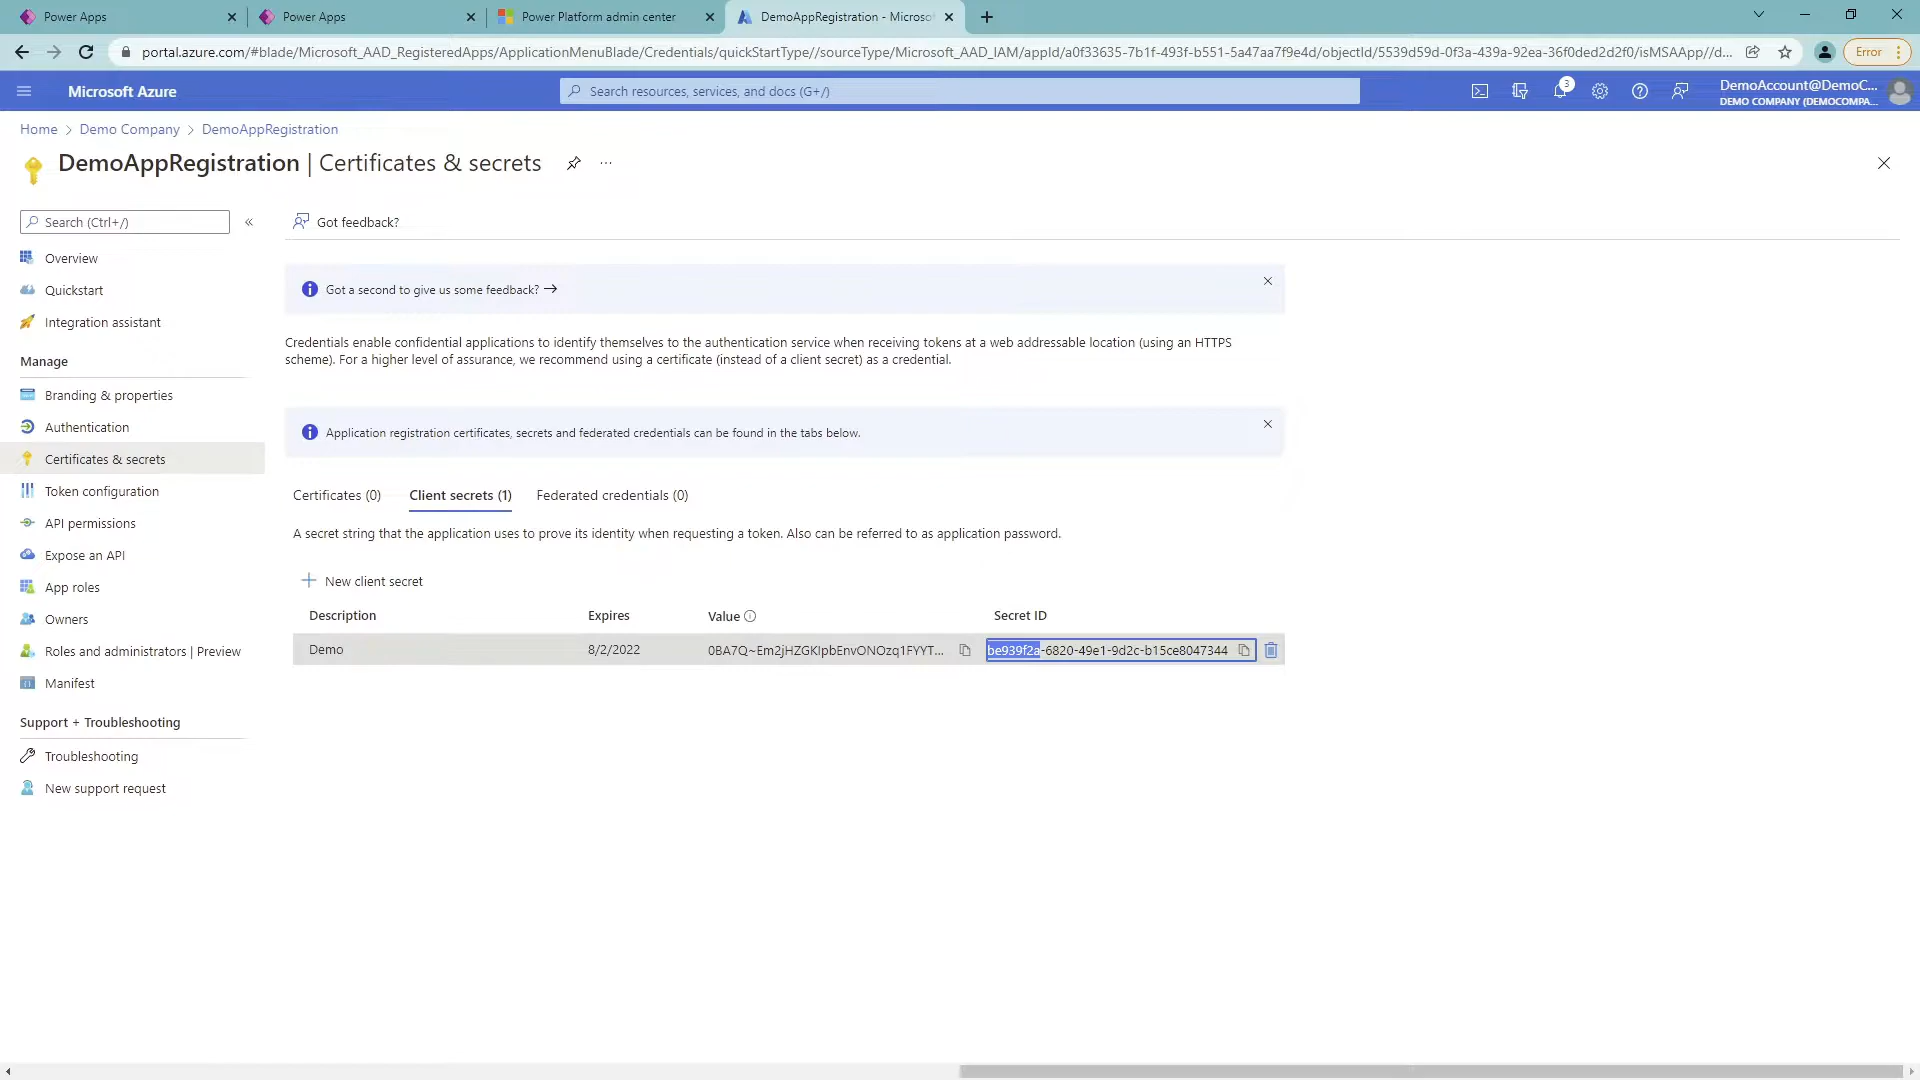 Power Apps
Power Apps
Power Platform admin center
DemoAppRegistration - Microsof
portal.azure.com/#blade/Microsoft_AAD_RegisteredApps/ApplicationMenuBlade/Credentials/quickStartType//sourceType/Microsoft_AAD_IAM/appId/a0f33635-7b1f-493f-b551-5a47aa7f9e4d/objectId/5539d59d-0f3a-439a-92ea-36f0ded2d2f0/isMSAApp//d...
Error
Microsoft Azure
Search resources, services, and docs (G+/)
3
DemoAccount@DemoC...
DEMO COMPANY (DEMOCOMPA...
Home > Demo Company > DemoAppRegistration
DemoAppRegistration | Certificates & secrets
Search (Ctrl+/)
Got feedback?
Overview
Quickstart
Integration assistant
Manage
Branding & properties
Authentication
Certificates & secrets
Token configuration
API permissions
Expose an API
App roles
Owners
Roles and administrators | Preview
Manifest
Support + Troubleshooting
Troubleshooting
New support request
Got a second to give us some feedback?
Credentials enable confidential applications to identify themselves to the authentication service when receiving tokens at a web addressable location (using an HTTPS
scheme). For a higher level of assurance, we recommend using a certificate (instead of a client secret) as a credential.
Application registration certificates, secrets and federated credentials can be found in the tabs below.
Certificates (0) Client secrets (1) Federated credentials (0)
A secret string that the application uses to prove its identity when requesting a token. Also can be referred to as application password.
New client secret
Description Expires Value Secret ID
Demo 8/2/2022 0BA7Q~Em2jHZGKIpbEnvONOzq1FYYT... be939f2a-6820-49e1-9d2c-b15ce8047344